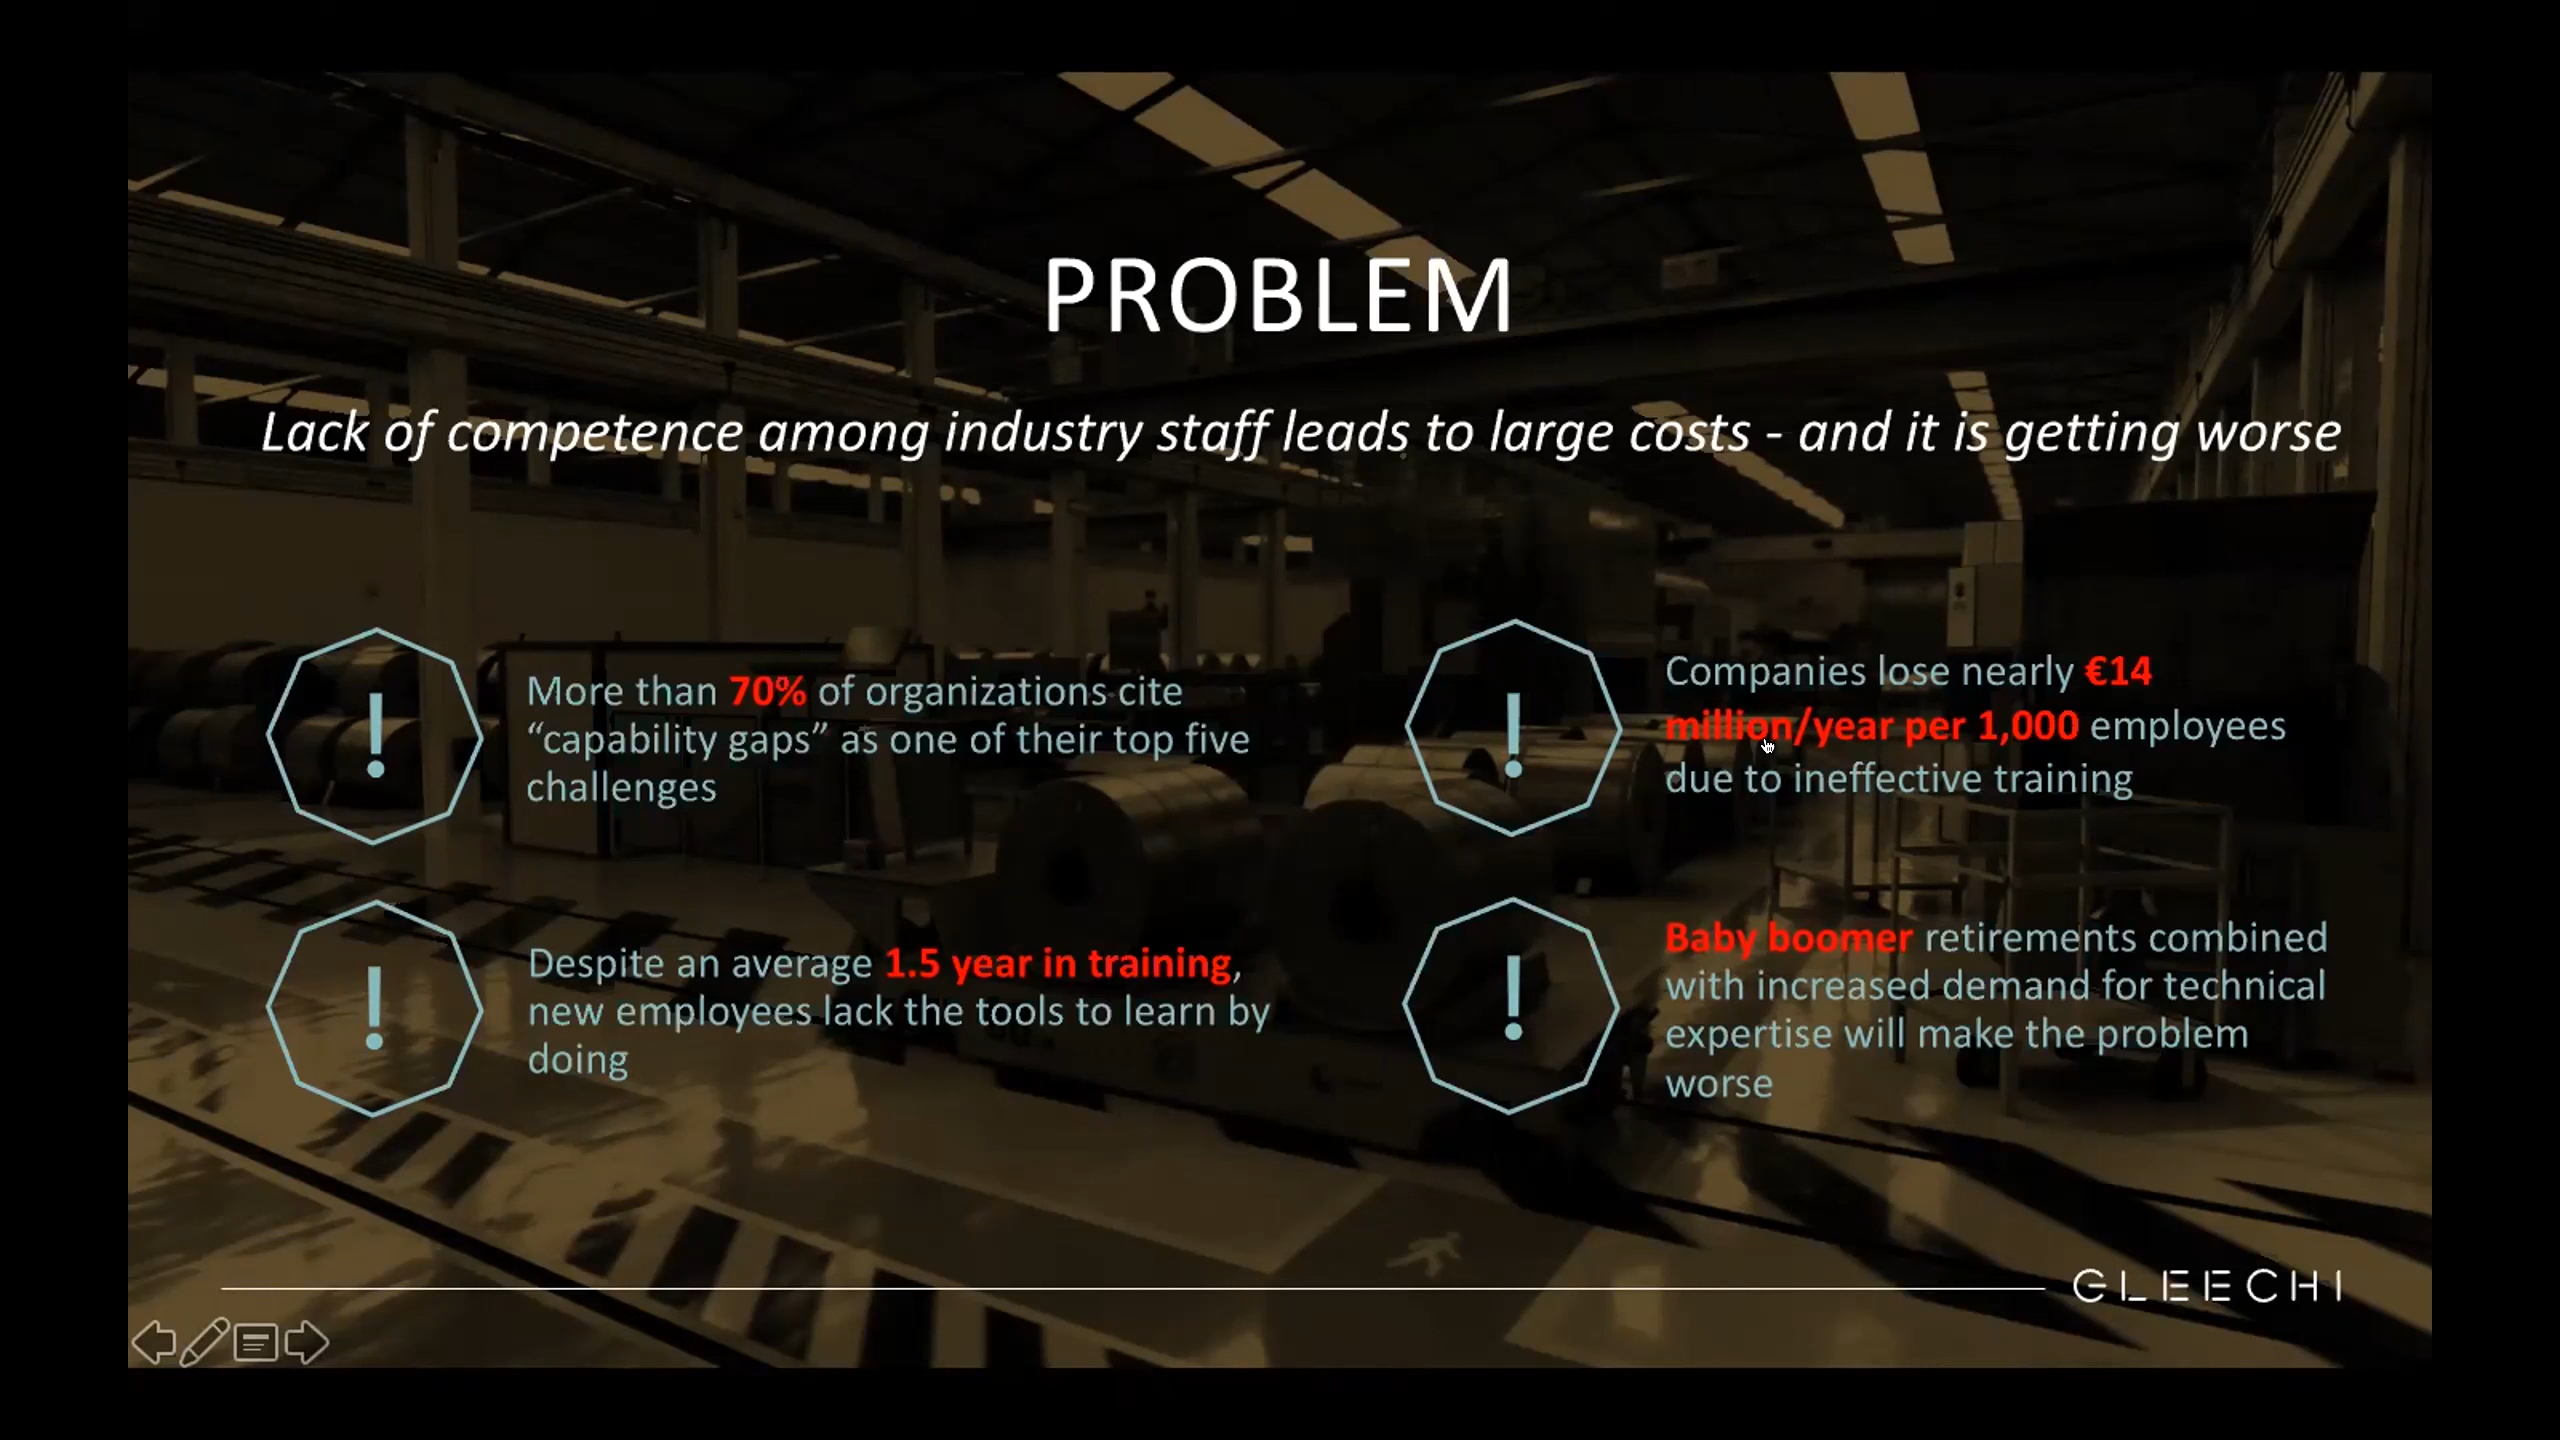 PROBLEM
Lack of competence among industry staff leads to large costs - and it is getting worse
!
More than 70% of organizations cite
“capability gaps” as one of their top five
challenges
!
Companies lose nearly €14
million/year per 1,000 employees
due to ineffective training
!
Despite an average 1.5 year in training,
new employees lack the tools to learn by
doing
!
Baby boomer retirements combined
with increased demand for technical
expertise will make the problem
worse
GLEECHI